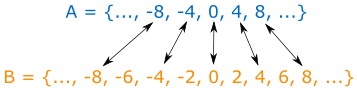 A = {..., -8, -4, 0, 4, 8, ...}
B = {..., -8, -6, -4, -2, 0, 2, 4, 6, 8, ...}